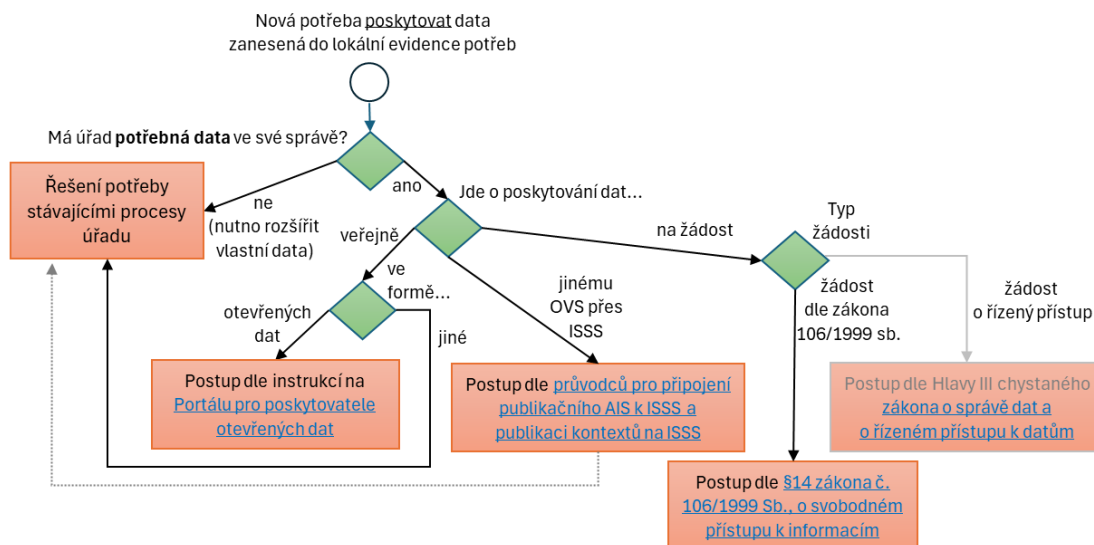 Nová potřeba poskytovat data
zanesená do lokální evidence potřeb
Má úřad potřebná data ve své správě?
Řešení potřeby
stávajícími procesy
úřadu
ne
(nutno rozšířit
vlastní data)
ano
Jde o poskytování dat...
veřejně
ve
formě...
otevřených
dat
jiné
jinému
OVS přes
ISSS
na žádost
Typ
žádosti
žádost
dle zákona
106/1999 sb.
žádost
o řízený přístup
Postup dle instrukcí na
Portálu pro poskytovatele
otevřených dat
Postup dle průvodců pro připojení
publikačního AIS k ISSS a
publikaci kontextů na ISSS
Postup dle Hlavy III chystaného
zákona o správě dat a
o řízeném přístupu k datům
Postup dle §14 zákona č.
106/1999 Sb., o svobodném
přístupu k informacím